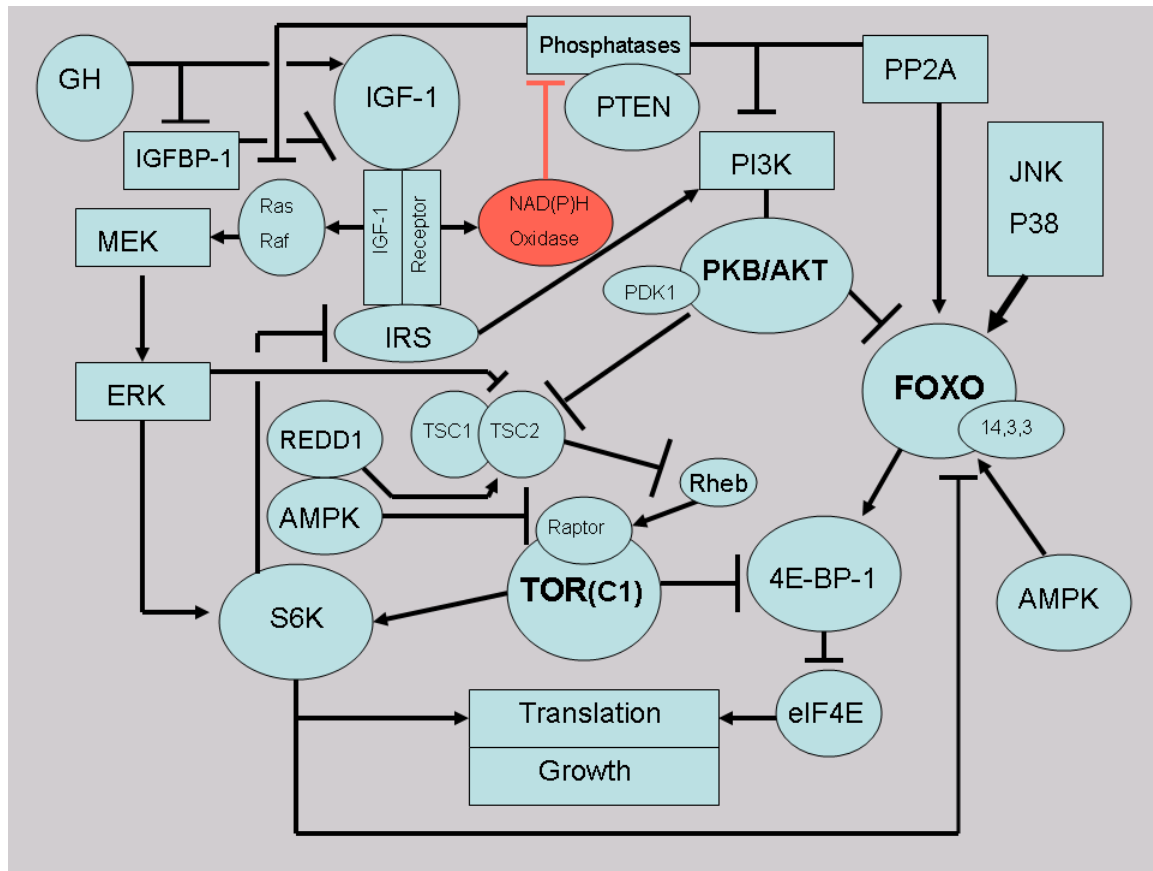 GH
IGF-1
Phosphatases
PTEN
PP2A
IGFBP-1
PI3K
JNK
P38
Ras
Raf
MEK
IGF-1
Receptor
NAD(P)H
Oxidase
PKB/AKT
PDK1
IRS
ERK
FOXO
14,3,3
TSC1
TSC2
REDD1
AMPK
Rheb
Raptor
TOR(C1)
4E-BP-1
AMPK
S6K
Translation
Growth
eIF4E